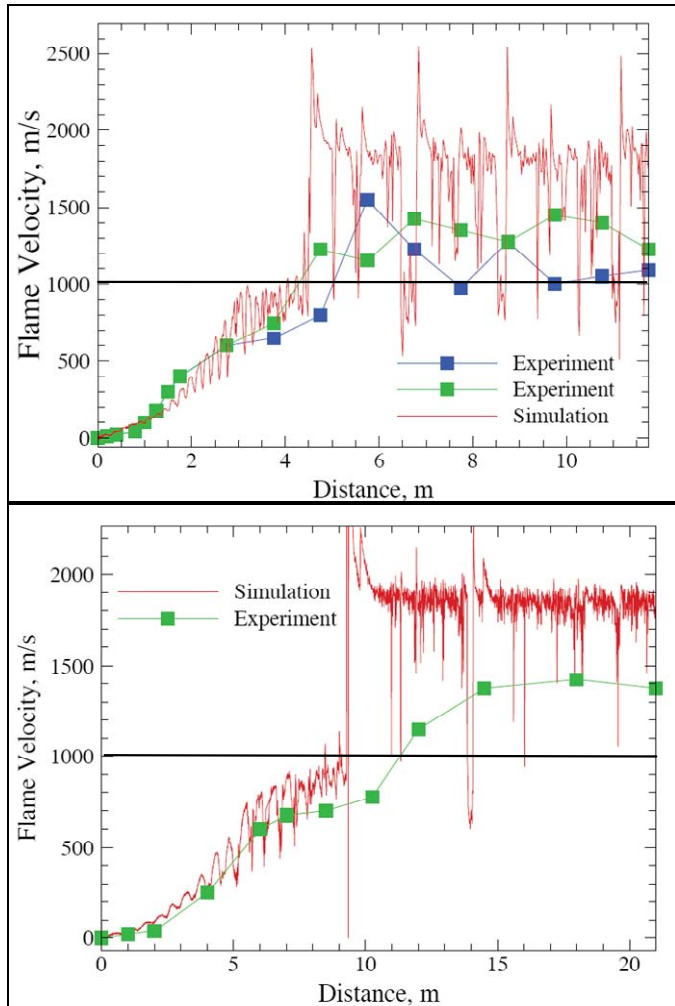 2500
2000
1500
1000
500
0
Flame Velocity, m/s
Experiment
Experiment
Simulation
0 2 4 6 8 10
Distance, m
2000
1500
1000
500
0
Flame Velocity, m/s
Simulation
Experiment
0 5 10 15 20
Distance, m